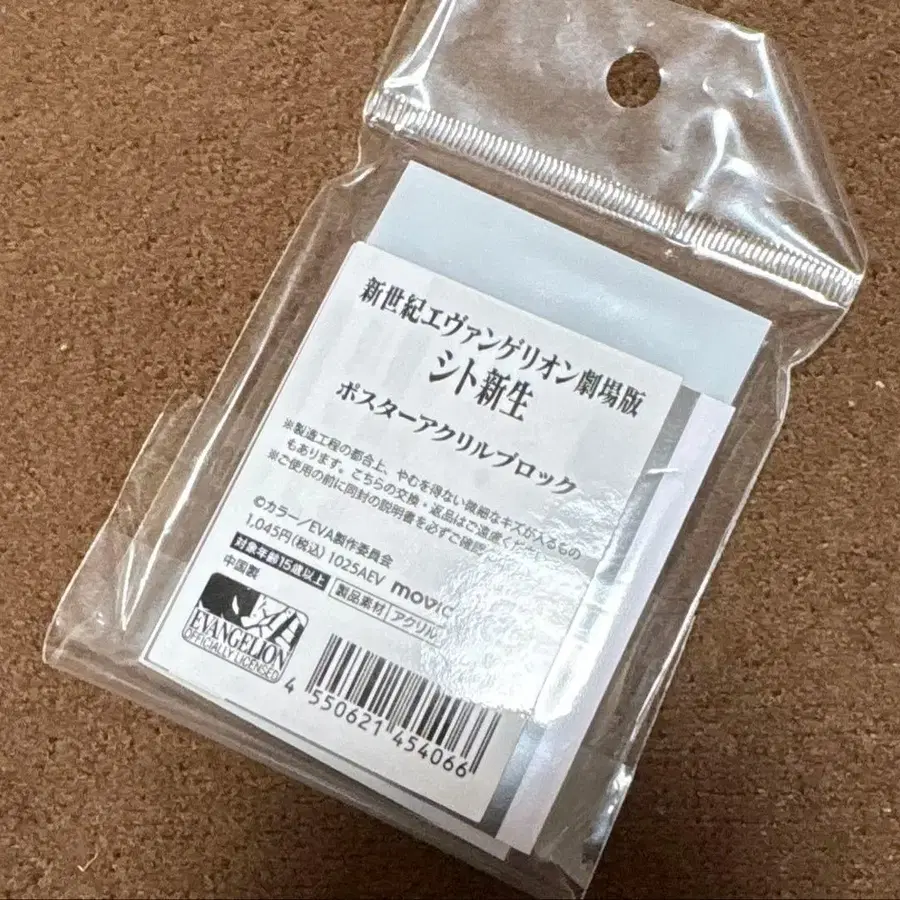 新世紀エヴァンゲリオン劇場版
シト新生
ポスターアクリルブロック
※製造工程の都合上、やむを得ない微細なキズが入るもの
もあります。こちらの交換・返品はご遠慮ください。
※ご使用の前に同封の説明書を必ずご確認
©カラー/EVA製作委員会
1,045円(税込) 1025AEV movic
対象年齢15歳以上 製品素材 アクリル
中国製
EVANGELION
OFFICIALLY LICENSED
4 550621 454066